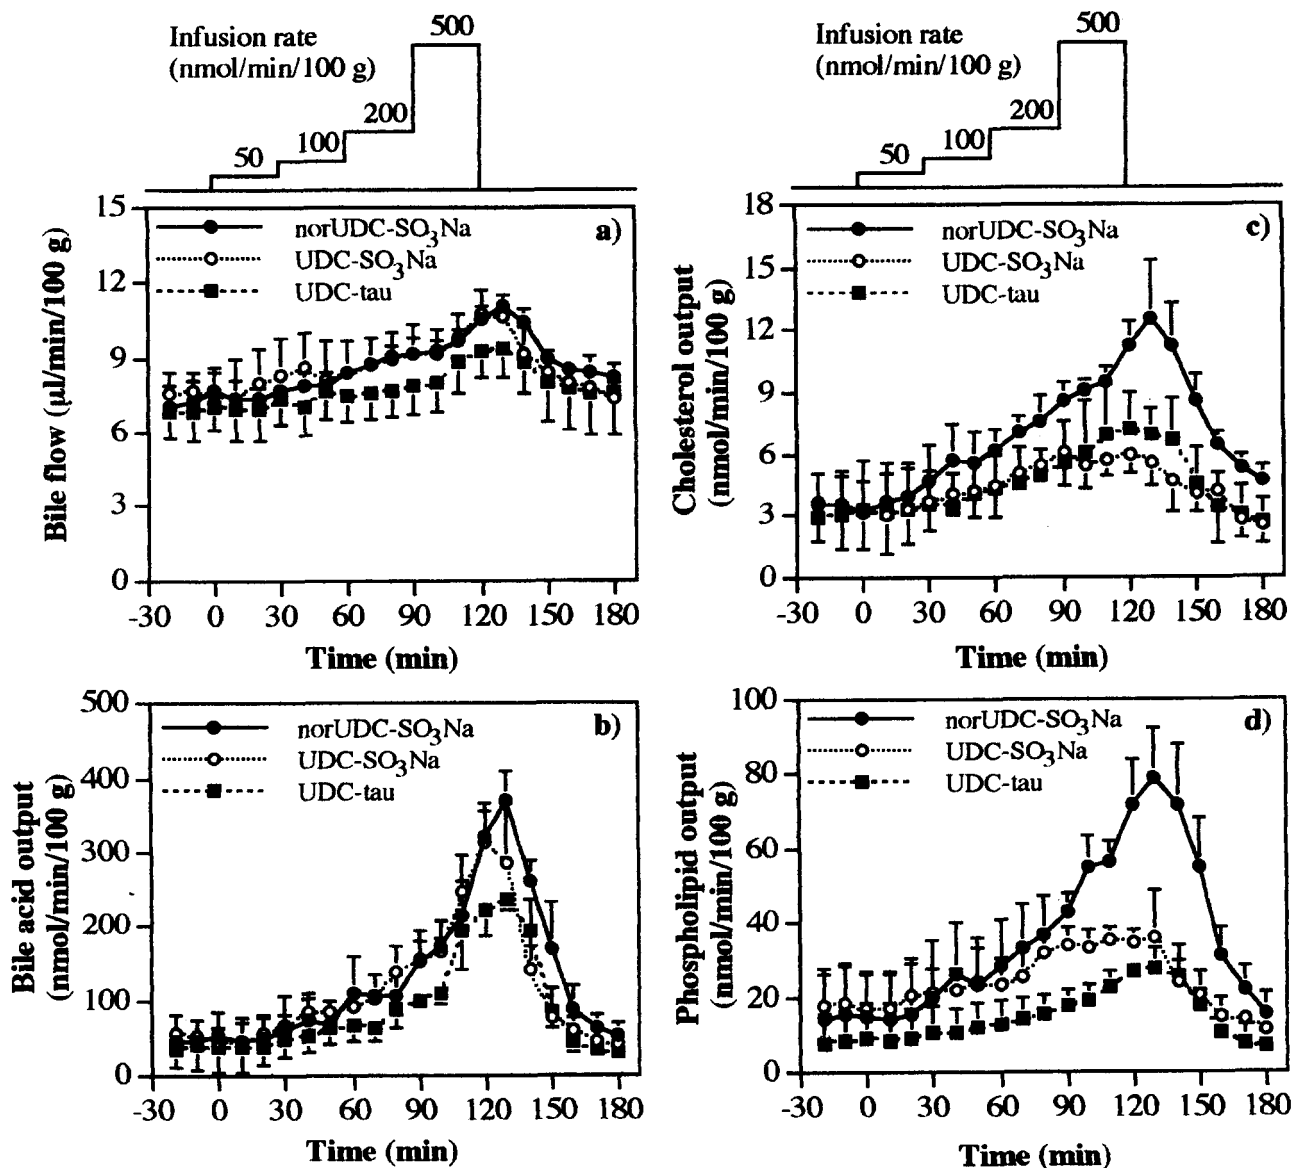 Infusion rate
(nmol/min/100 g)
50
100
200
500
Infusion rate
(nmol/min/100 g)
50
100
200
500
a)
norUDC-SO₃Na
UDC-SO₃Na
UDC-tau
Bile flow (µl/min/100 g)
15
12
9
6
3
0
-30 0 30 60 90 120 150 180
Time (min)
c)
norUDC-SO₃Na
UDC-SO₃Na
UDC-tau
Cholesterol output
(nmol/min/100 g)
18
15
12
9
6
3
0
-30 0 30 60 90 120 150 180
Time (min)
b)
norUDC-SO₃Na
UDC-SO₃Na
UDC-tau
Bile acid output
(nmol/min/100 g)
500
400
300
200
100
0
-30 0 30 60 90 120 150 180
Time (min)
d)
norUDC-SO₃Na
UDC-SO₃Na
UDC-tau
Phospholipid output
(nmol/min/100 g)
100
80
60
40
20
0
-30 0 30 60 90 120 150 180
Time (min)